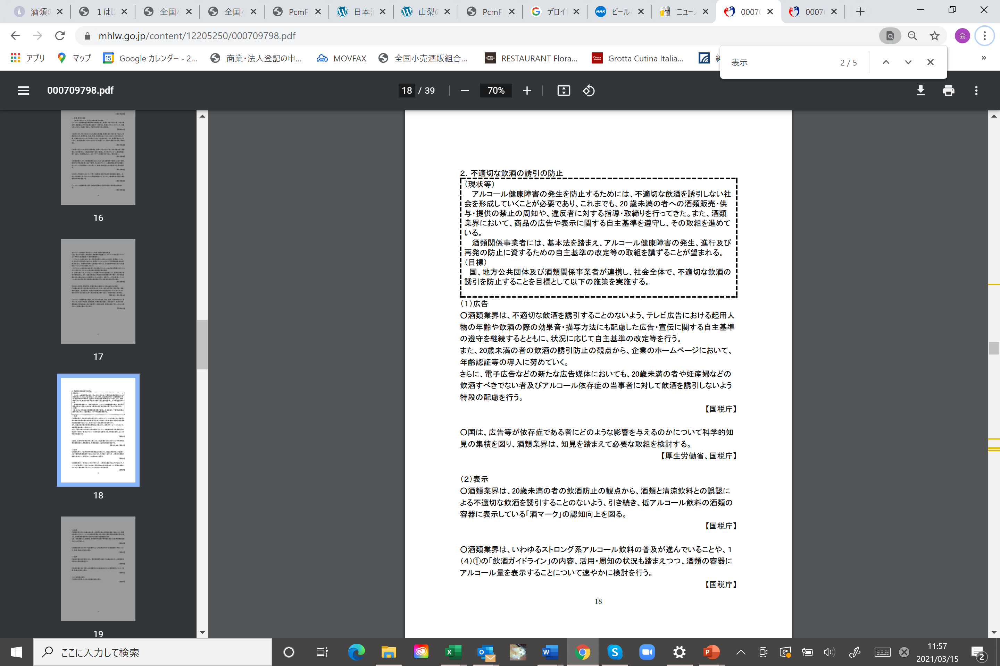 酒類の
1 はじ
全国小
全国小
PcmF
日本酒
山梨の
PcmF
デロイト
ビールや
ニュース
0007(
0007(
mhlw.go.jp/content/12205250/000709798.pdf
アプリ
マップ
Google カレンダー - 2...
商業・法人登記の申...
MOVFAX
全国小売酒販組合...
RESTAURANT Flora...
Grotta Cutina Italia...
表示
2 / 5
000709798.pdf
18 / 39
70%
16
17
18
19
2. 不適切な飲酒の誘引の防止
(現状等)
アルコール健康障害の発生を防止するためには、不適切な飲酒を誘引しない社
会を形成していくことが必要であり、これまでも、20 歳未満の者への酒類販売・供
与・提供の禁止の周知や、違反者に対する指導・取締りを行ってきた。また、酒類
業界において、商品の広告や表示に関する自主基準を遵守し、その取組を進めて
いる。
酒類関係事業者には、基本法を踏まえ、アルコール健康障害の発生、進行及び
再発の防止に資するための自主基準の改定等の取組を講ずることが望まれる。
(目標)
国、地方公共団体及び酒類関係事業者が連携し、社会全体で、不適切な飲酒の
誘引を防止することを目標として以下の施策を実施する。
(1)広告
〇酒類業界は、不適切な飲酒を誘引することのないよう、テレビ広告における起用人
物の年齢や飲酒の際の効果音・描写方法にも配慮した広告・宣伝に関する自主基準
の遵守を継続するとともに、状況に応じて自主基準の改定等を行う。
また、20歳未満の者の飲酒の誘引防止の観点から、企業のホームページにおいて、
年齢認証等の導入に努めていく。
さらに、電子広告などの新たな広告媒体においても、20歳未満の者や妊産婦などの
飲酒すべきでない者及びアルコール依存症の当事者に対して飲酒を誘引しないよう
特段の配慮を行う。
【国税庁】
〇国は、広告等が依存症である者にどのような影響を与えるのかについて科学的知
見の集積を図り、酒類業界は、知見を踏まえて必要な取組を検討する。
【厚生労働省、国税庁】
(2)表示
〇酒類業界は、20歳未満の者の飲酒防止の観点から、酒類と清涼飲料との誤認に
よる不適切な飲酒を誘引することのないよう、引き続き、低アルコール飲料の酒類の
容器に表示している「酒マーク」の認知向上を図る。
【国税庁】
〇酒類業界は、いわゆるストロング系アルコール飲料の普及が進んでいることや、1
(4)①の「飲酒ガイドライン」の内容、活用・周知の状況も踏まえつつ、酒類の容器に
アルコール量を表示することについて速やかに検討を行う。
【国税庁】
18
ここに入力して検索
11:57
2021/03/15
2